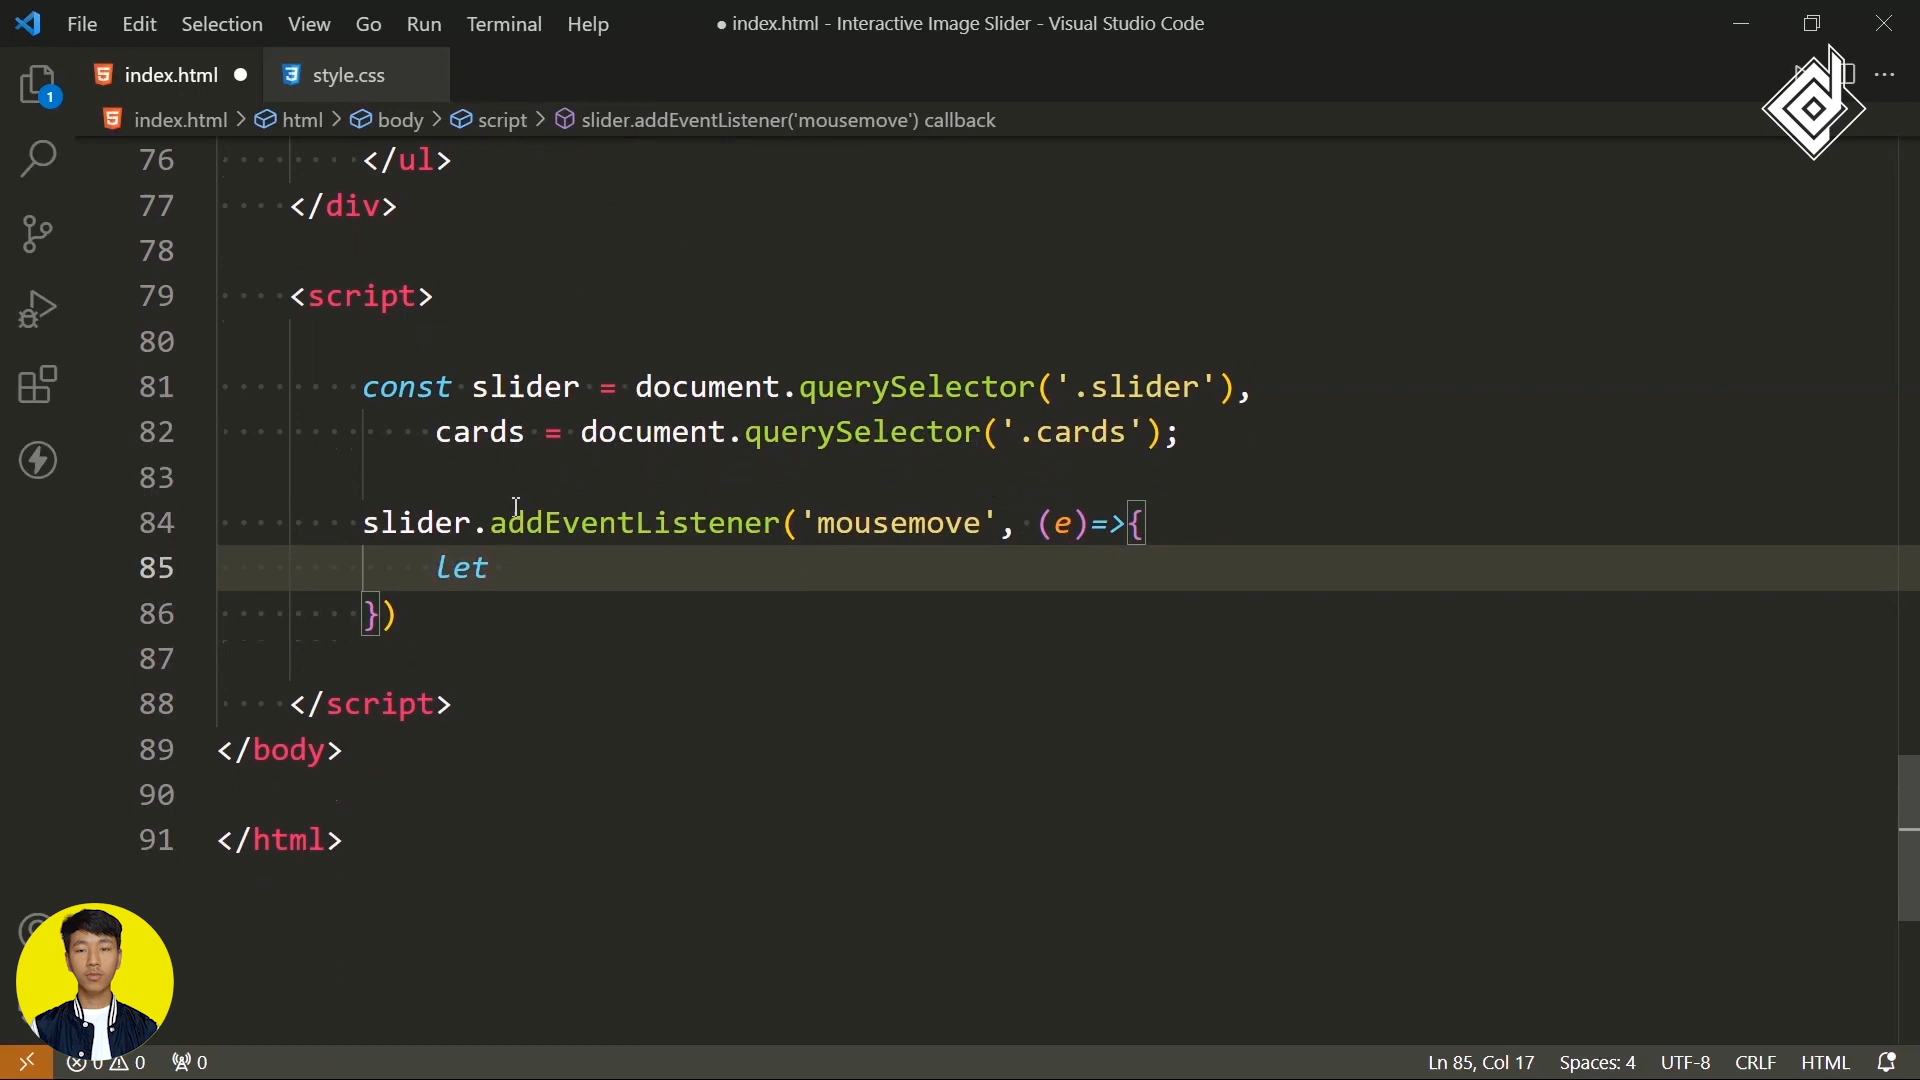 File Edit Selection View Go Run Terminal Help ● index.html - Interactive Image Slider - Visual Studio Code
index.html ● style.css
index.html > html > body > script > slider.addEventListener('mousemove') callback
1
76 </ul>
77 </div>
78
79 <script>
80
81 const slider = document.querySelector('.slider'),
82 cards = document.querySelector('.cards');
83
84 slider.addEventListener('mousemove', (e)=>{
85 let
86 })
87
88 </script>
89 </body>
90
91 </html>
0 0 0 Ln 85, Col 17 Spaces: 4 UTF-8 CRLF HTML